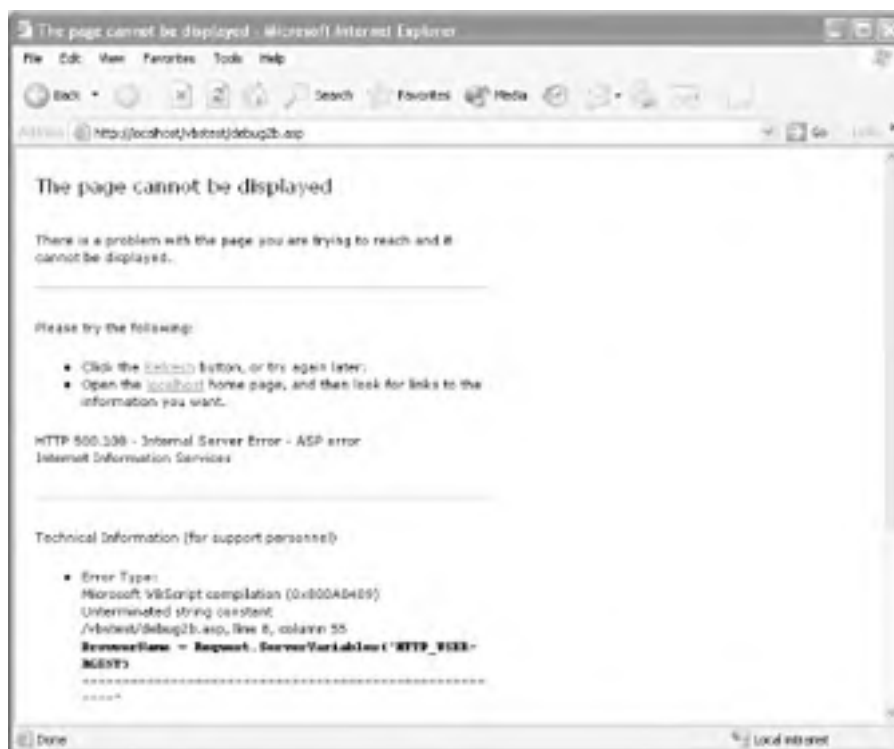 The page cannot be displayed - Microsoft Internet Explorer
File Edit View Favorites Tools Help
Back Search Favorites Media
Address http://localhost/vbstest/debug2b.asp Go Links
The page cannot be displayed
There is a problem with the page you are trying to reach and it
cannot be displayed.
Please try the following:
• Click the Refresh button, or try again later.
• Open the localhost home page, and then look for links to the
information you want.
HTTP 500.100 - Internal Server Error - ASP error
Internet Information Services
Technical Information (for support personnel)
• Error Type:
Microsoft VBScript compilation (0x800A0409)
Unterminated string constant
/vbstest/debug2b.asp, line 6, column 55
BrowserName = Request.ServerVariables("HTTP_USER-
AGENT)
------------------------------------------------------
----^
Done Local intranet